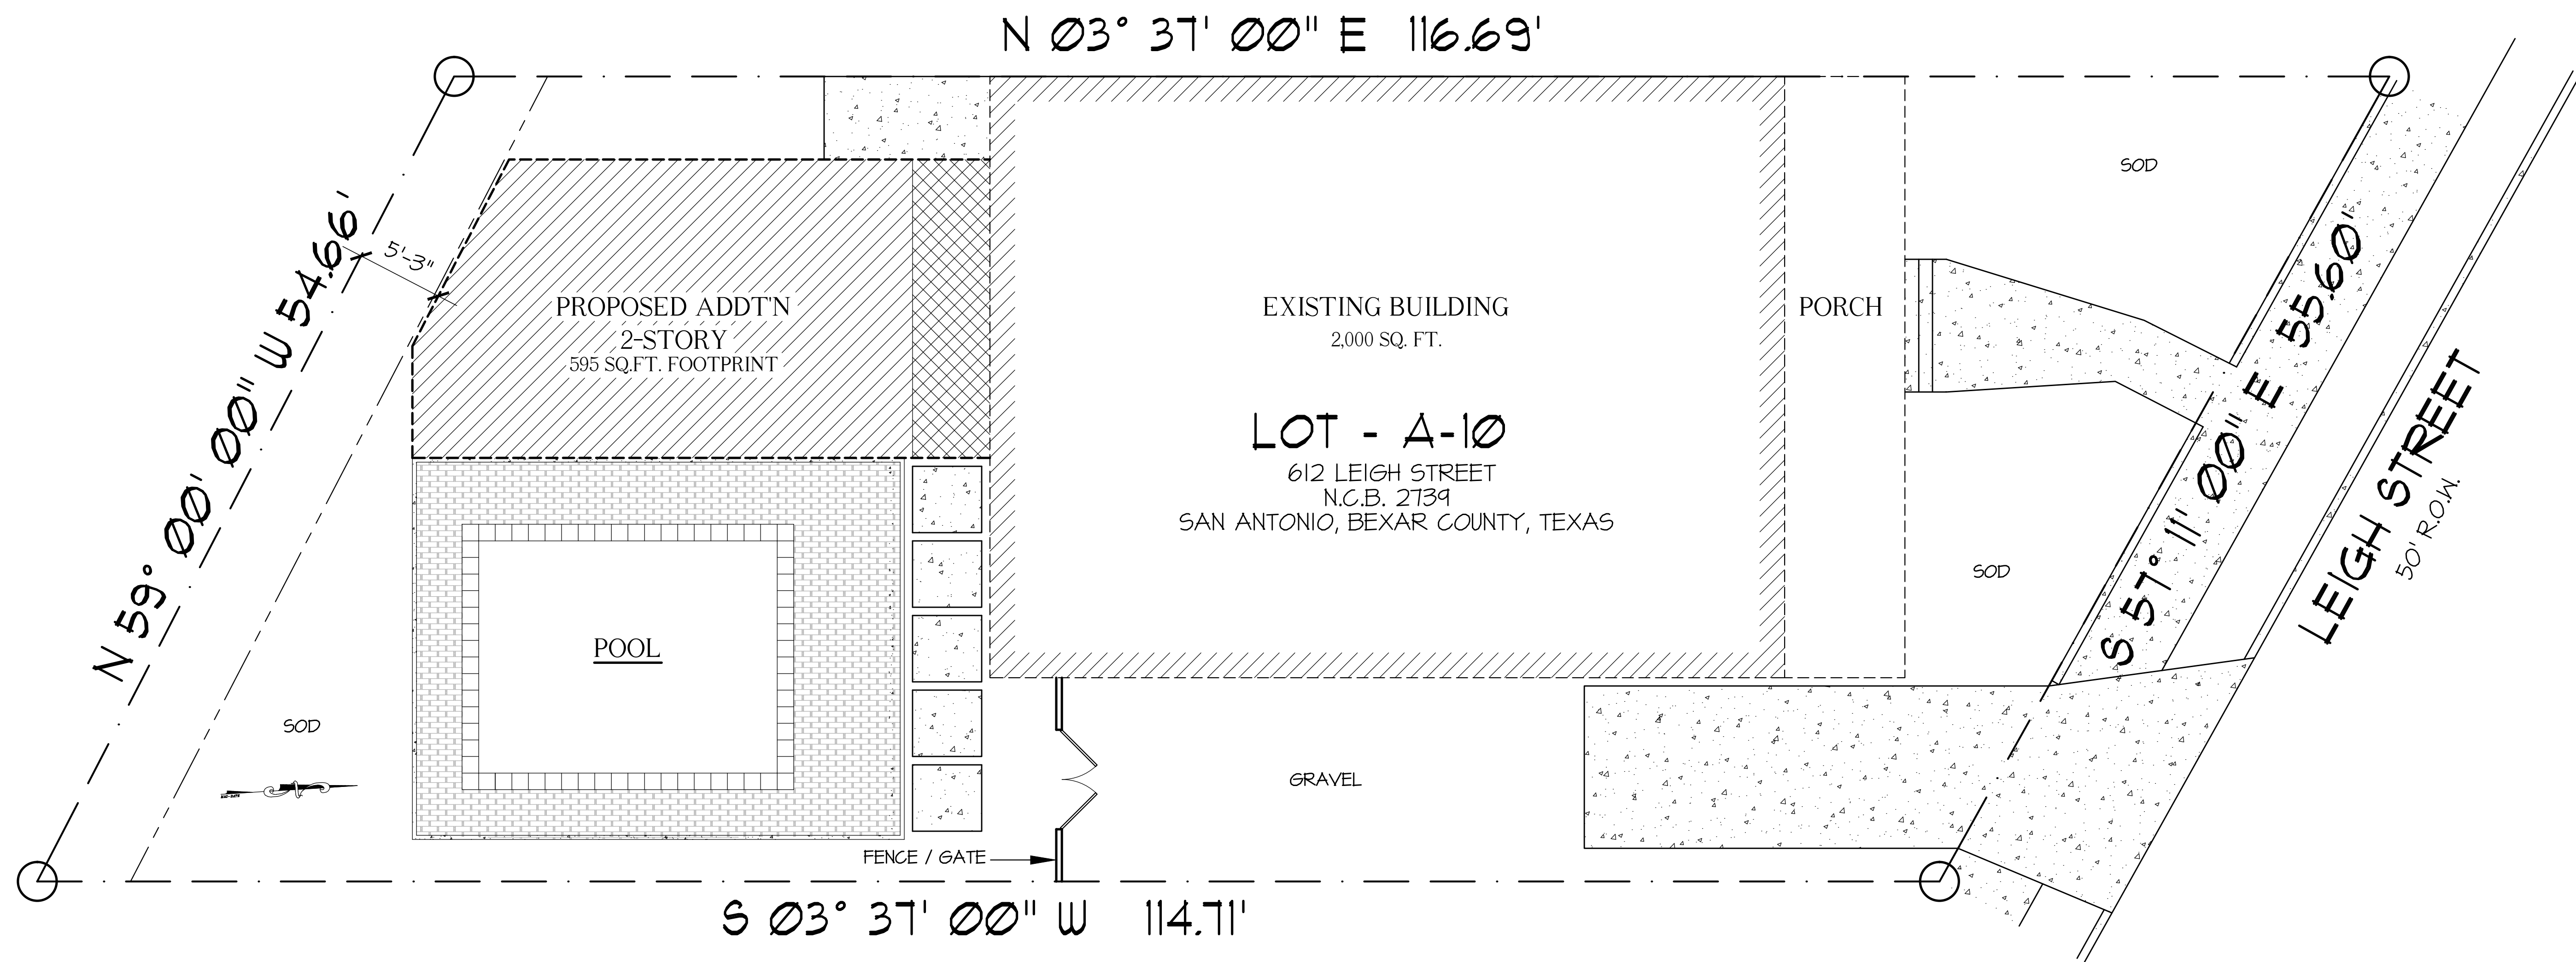 N 03° 37' 00" E 116.69'
N 59° 00' 00" W 54.66'
5'-3"
PROPOSED ADDT'N
2-STORY
595 SQ.FT. FOOTPRINT
EXISTING BUILDING
2,000 SQ. FT.
PORCH
SOD
LOT - A-10
612 LEIGH STREET
N.C.B. 2739
SAN ANTONIO, BEXAR COUNTY, TEXAS
S 57° 11' 00" E 55.60'
LEIGH STREET
50' R.O.W.
SOD
POOL
SOD
GRAVEL
FENCE / GATE
S 03° 37' 00" W 114.71'